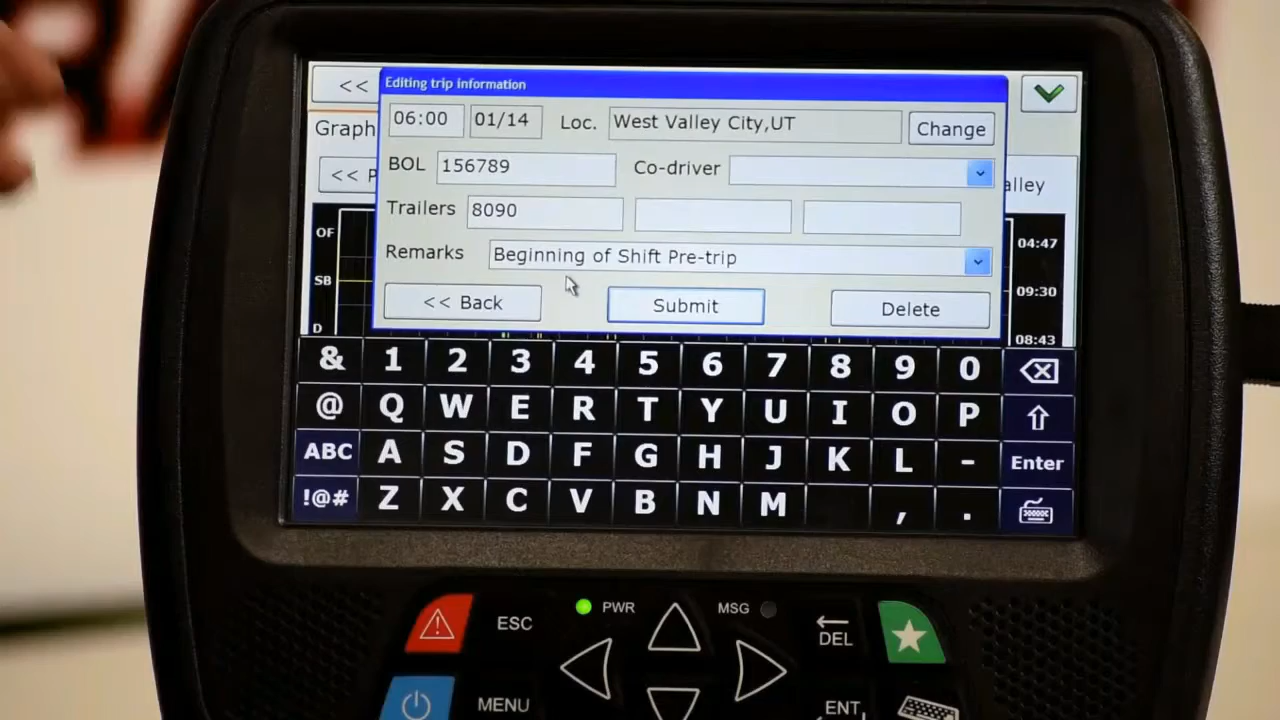 <<
Editing trip information
06:00 01/14 Loc. West Valley City,UT Change
Graph
BOL 156789 Co-driver
<< P
alley
Trailers 8090
OF
04:47
Remarks Beginning of Shift Pre-trip
SB
09:30
<< Back Submit Delete
D
08:43
& 1 2 3 4 5 6 7 8 9 0
@ Q W E R T Y U I O P
ABC A S D F G H J K L - Enter
!@# Z X C V B N M , .
ESC PWR MSG DEL
MENU ENT